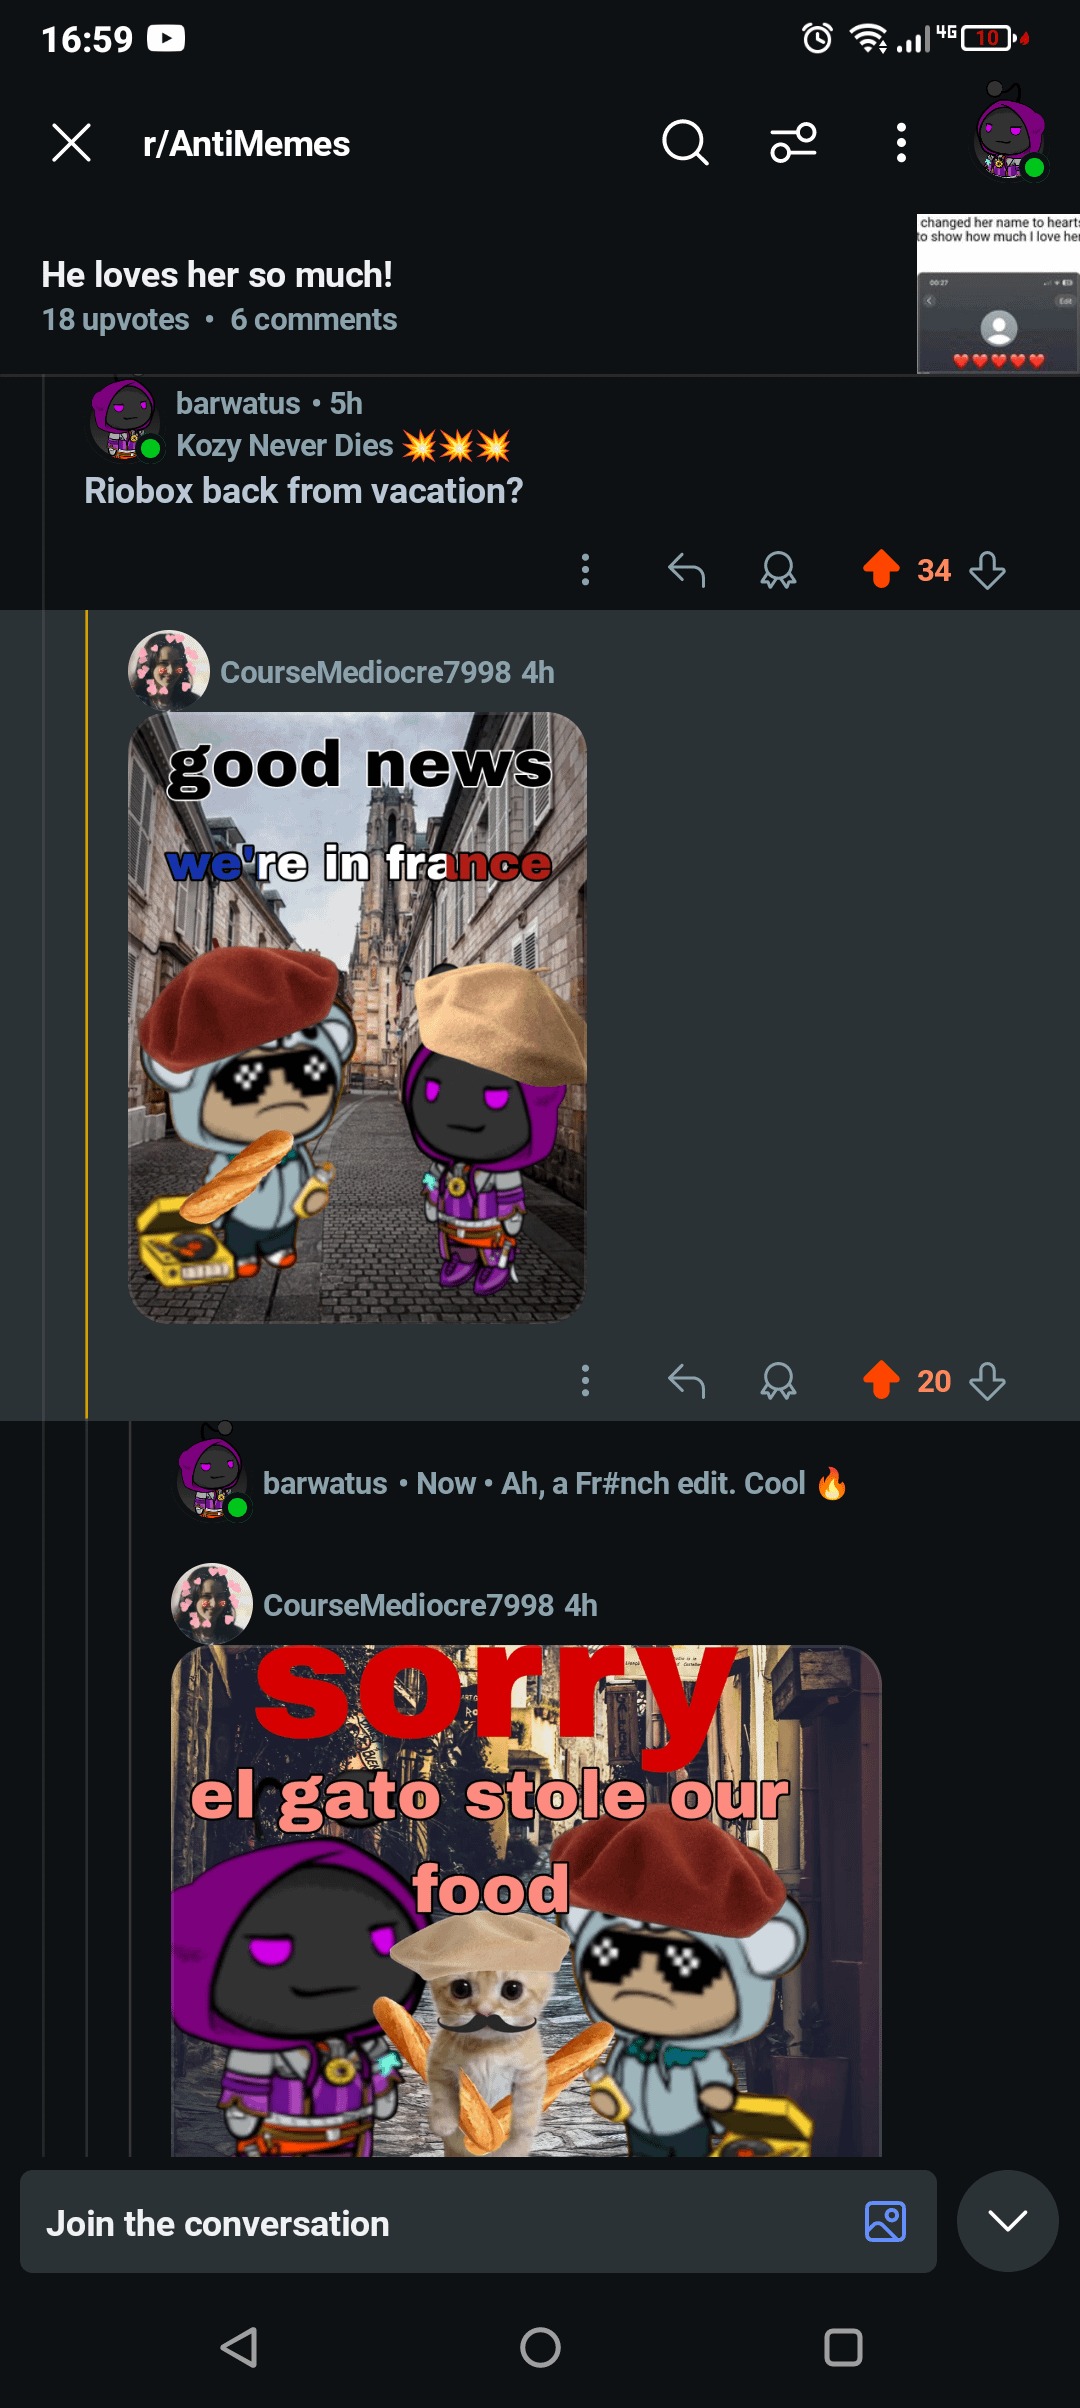 16:59
4G
10
r/AntiMemes
He loves her so much!
18 upvotes • 6 comments
changed her name to hearts
to show how much I love her
00:27
Edit
barwatus • 5h
Kozy Never Dies 💥💥💥
Riobox back from vacation?
34
CourseMediocre7998 4h
good news
we're in france
20
barwatus • Now • Ah, a Fr#nch edit. Cool 🔥
CourseMediocre7998 4h
sorry
el gato stole our
food
Join the conversation